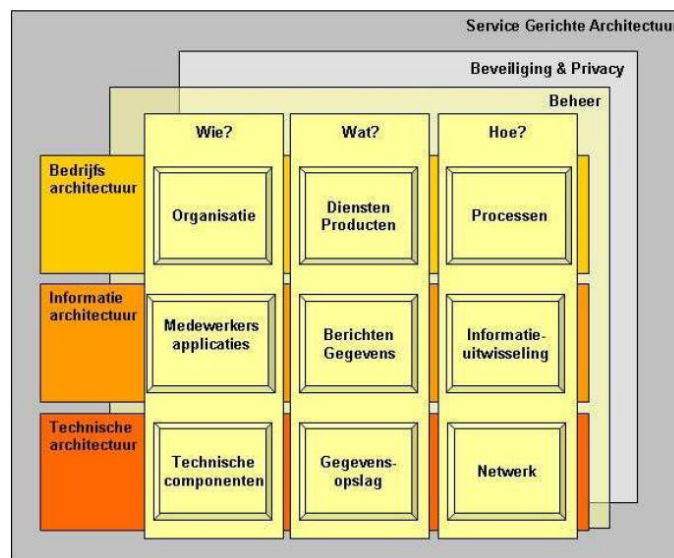 Service Gerichte Architectuur
Beveiliging & Privacy
Beheer
Wie?
Wat?
Hoe?
Bedrijfs
architectuur
Organisatie
Diensten
Producten
Processen
Informatie
architectuur
Medewerkers
applicaties
Berichten
Gegevens
Informatie-
uitwisseling
Technische
architectuur
Technische
componenten
Gegevens-
opslag
Netwerk